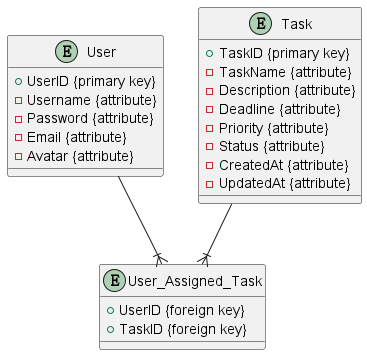 E User
UserID {primary key}
Username {attribute}
Password {attribute}
Email {attribute}
Avatar {attribute}
E Task
TaskID {primary key}
TaskName {attribute}
Description {attribute}
Deadline {attribute}
Priority {attribute}
Status {attribute}
CreatedAt {attribute}
UpdatedAt {attribute}
E User_Assigned_Task
UserID {foreign key}
TaskID {foreign key}